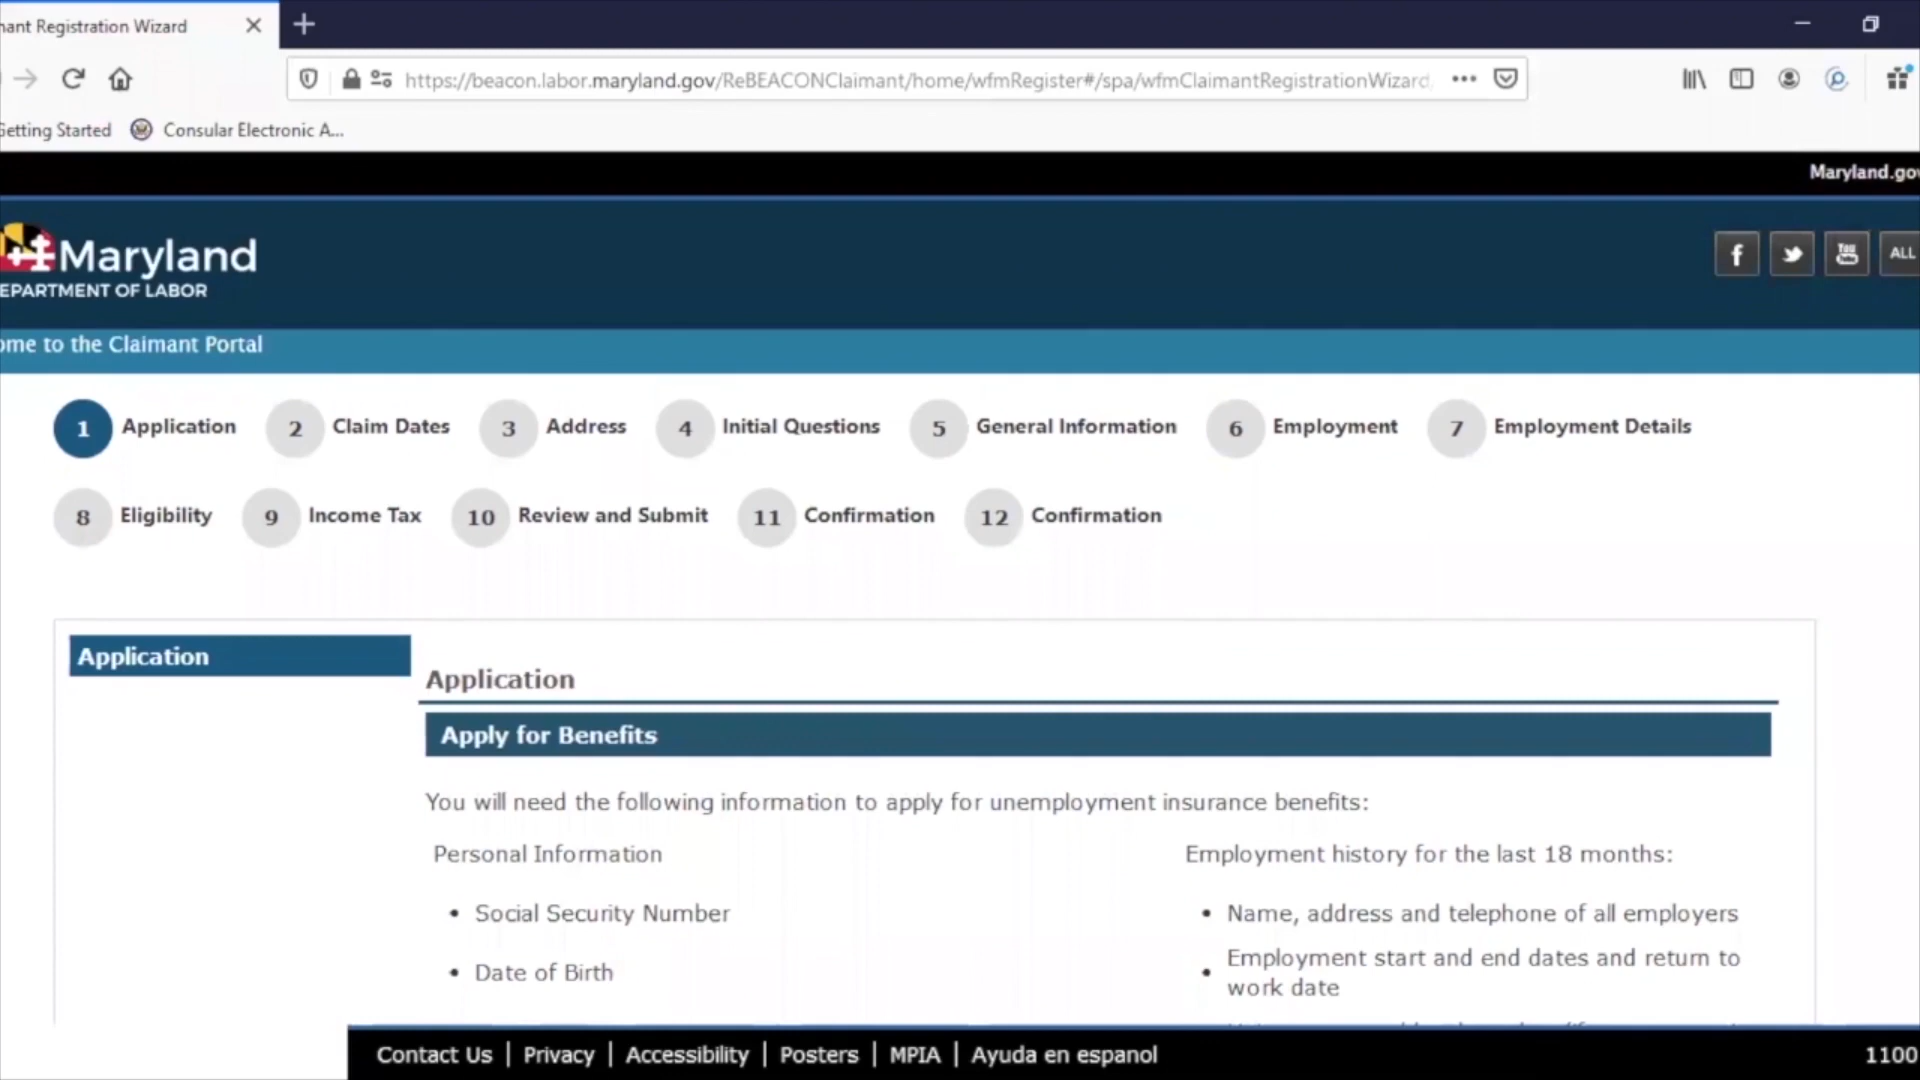 nant Registration Wizard
https://beacon.labor.maryland.gov/ReBEACONClaimant/home/wfmRegister#/spa/wfmClaimantRegistrationWizard
Getting Started Consular Electronic A...
Maryland.gov
Maryland
EPARTMENT OF LABOR
f You ALL
ome to the Claimant Portal
1 Application 2 Claim Dates 3 Address 4 Initial Questions 5 General Information 6 Employment 7 Employment Details
8 Eligibility 9 Income Tax 10 Review and Submit 11 Confirmation 12 Confirmation
Application
Application
Apply for Benefits
You will need the following information to apply for unemployment insurance benefits:
Personal Information
• Social Security Number
• Date of Birth
Employment history for the last 18 months:
• Name, address and telephone of all employers
• Employment start and end dates and return to
work date
Contact Us | Privacy | Accessibility | Posters | MPIA | Ayuda en espanol
1100